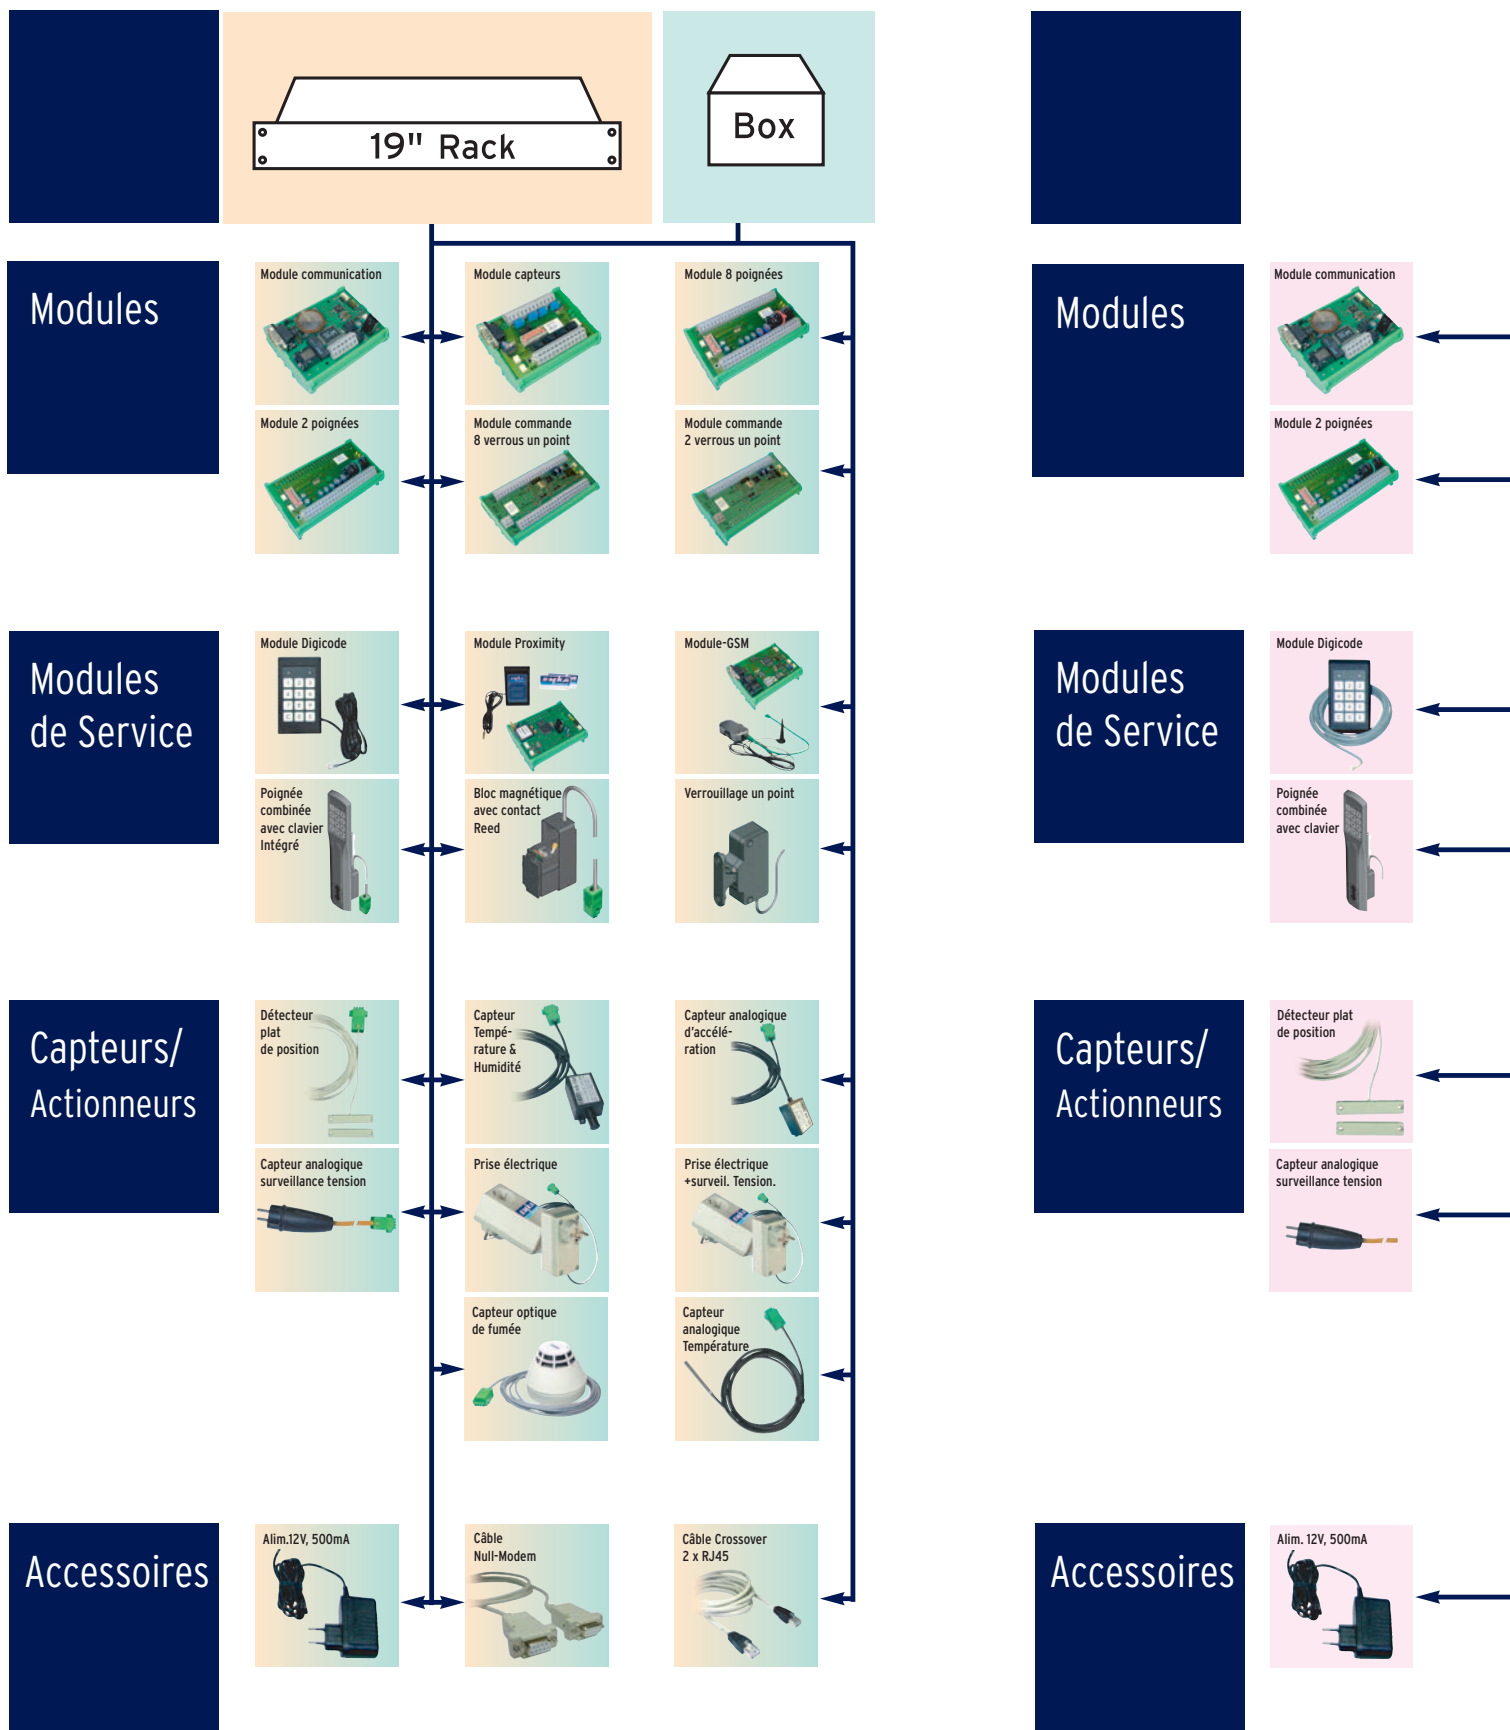 19" Rack
Box
Modules
Module communication
Module capteurs
Module 8 poignées
Module 2 poignées
Module commande
8 verrous un point
Module commande
2 verrous un point
Modules
de Service
Module Digicode
Module Proximity
Module-GSM
Poignée
combinée
avec clavier
Intégré
Bloc magnétique
avec contact
Reed
Verrouillage un point
Capteurs/
Actionneurs
Détecteur
plat
de position
Capteur
Tempé-
rature &
Humidité
Capteur analogique
d'accélé-
ration
Capteur analogique
surveillance tension
Prise électrique
Prise électrique
+surveil. Tension.
Capteur optique
de fumée
Capteur
analogique
Température
Accessoires
Alim.12V, 500mA
Câble
Null-Modem
Câble Crossover
2 x RJ45
Modules
Module communication
Module 2 poignées
Modules
de Service
Module Digicode
Poignée
combinée
avec clavier
Capteurs/
Actionneurs
Détecteur plat
de position
Capteur analogique
surveillance tension
Accessoires
Alim. 12V, 500mA